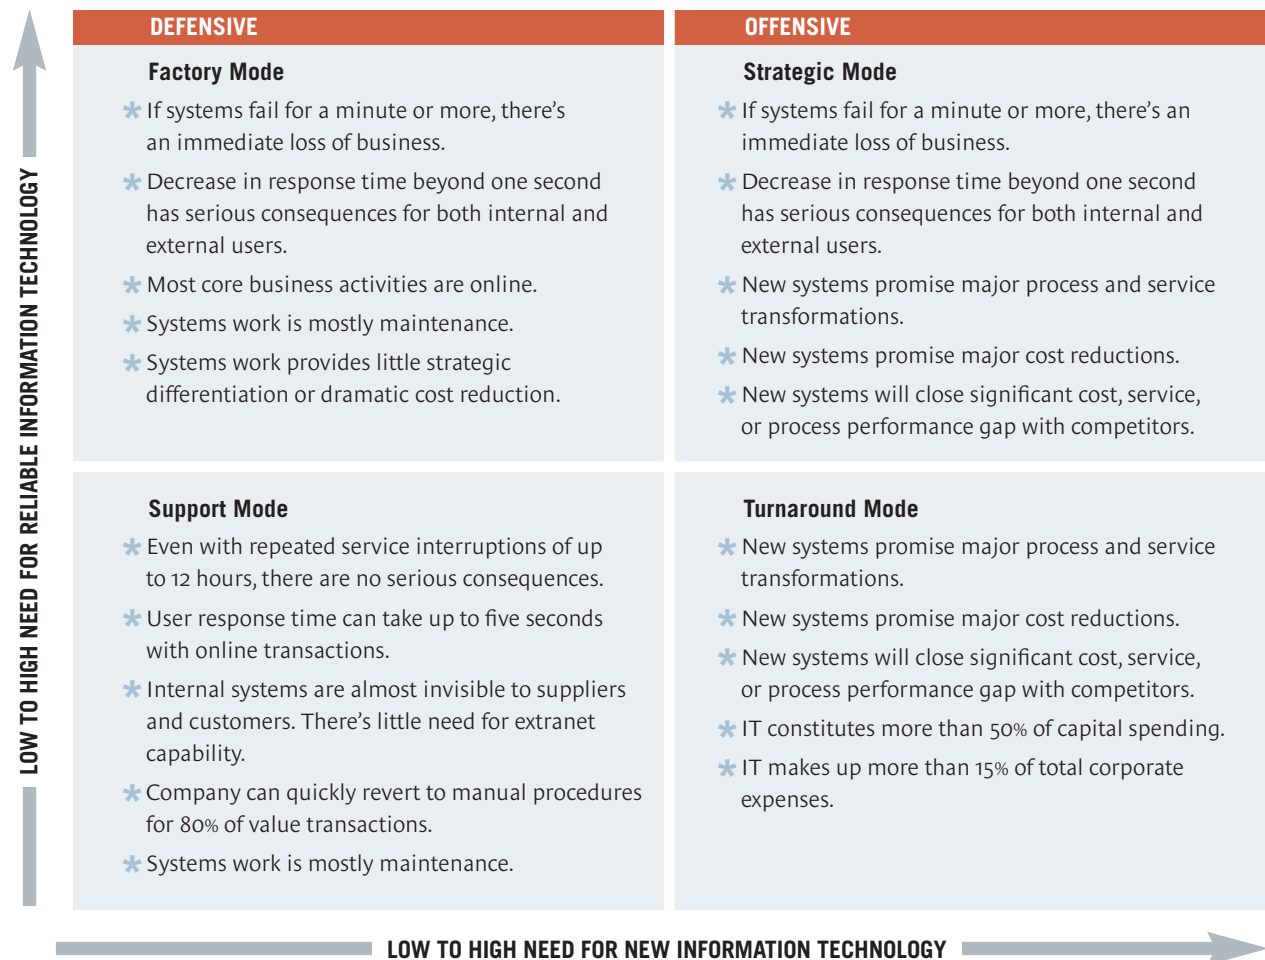 DEFENSIVE
Factory Mode
* If systems fail for a minute or more, there’s
an immediate loss of business.
* Decrease in response time beyond one second
has serious consequences for both internal and
external users.
* Most core business activities are online.
* Systems work is mostly maintenance.
* Systems work provides little strategic
differentiation or dramatic cost reduction.
OFFENSIVE
Strategic Mode
* If systems fail for a minute or more, there’s an
immediate loss of business.
* Decrease in response time beyond one second
has serious consequences for both internal and
external users.
* New systems promise major process and service
transformations.
* New systems promise major cost reductions.
* New systems will close significant cost, service,
or process performance gap with competitors.
Support Mode
* Even with repeated service interruptions of up
to 12 hours, there are no serious consequences.
* User response time can take up to five seconds
with online transactions.
* Internal systems are almost invisible to suppliers
and customers. There’s little need for extranet
capability.
* Company can quickly revert to manual procedures
for 80% of value transactions.
* Systems work is mostly maintenance.
Turnaround Mode
* New systems promise major process and service
transformations.
* New systems promise major cost reductions.
* New systems will close significant cost, service,
or process performance gap with competitors.
* IT constitutes more than 50% of capital spending.
* IT makes up more than 15% of total corporate
expenses.
LOW TO HIGH NEED FOR RELIABLE INFORMATION TECHNOLOGY
LOW TO HIGH NEED FOR NEW INFORMATION TECHNOLOGY